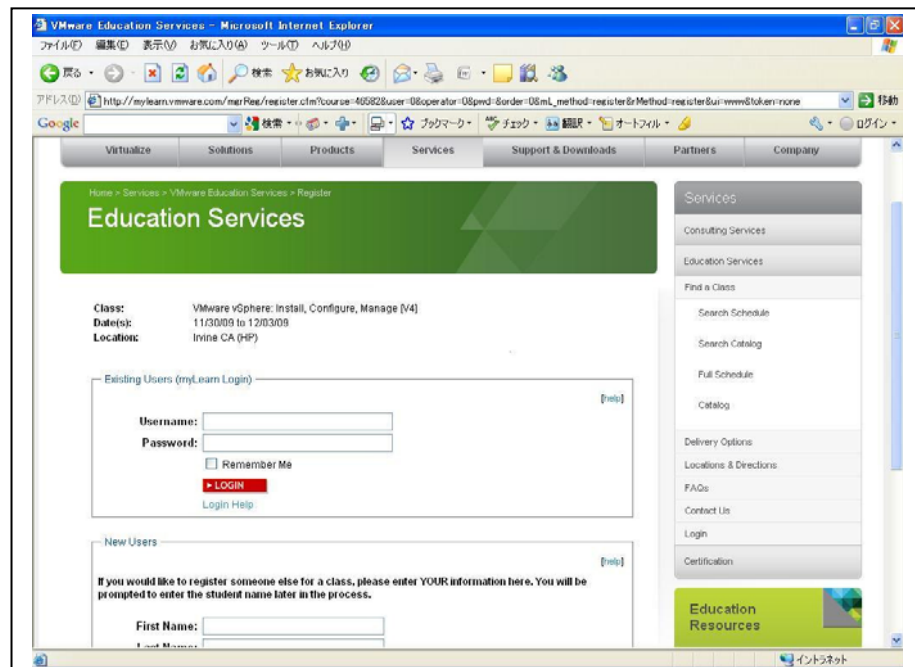 VMware Education Services - Microsoft Internet Explorer
ファイル(F) 編集(E) 表示(V) お気に入り(A) ツール(T) ヘルプ(H)
戻る 検索 お気に入り
アドレス(D) http://mylearn.vmware.com/mgrReg/register.cfm?course=46582&user=0&operator=0&pwd=&order=0&mL_method=register&rMethod=register&ui=www&token=none 移動
Google 検索 ブックマーク チェック 翻訳 オートフィル ログイン
Virtualize Solutions Products Services Support & Downloads Partners Company
Home > Services > VMware Education Services > Register
Education Services
Class: VMware vSphere: Install, Configure, Manage [V4]
Date(s): 11/30/09 to 12/03/09
Location: Irvine CA (HP)
Existing Users (myLearn Login)
[help]
Username:
Password:
Remember Me
LOGIN
Login Help
New Users
[help]
If you would like to register someone else for a class, please enter YOUR information here. You will be
prompted to enter the student name later in the process.
First Name:
Last Name:
Services
Consulting Services
Education Services
Find a Class
Search Schedule
Search Catalog
Full Schedule
Catalog
Delivery Options
Locations & Directions
FAQs
Contact Us
Login
Certification
Education
Resources
イントラネット